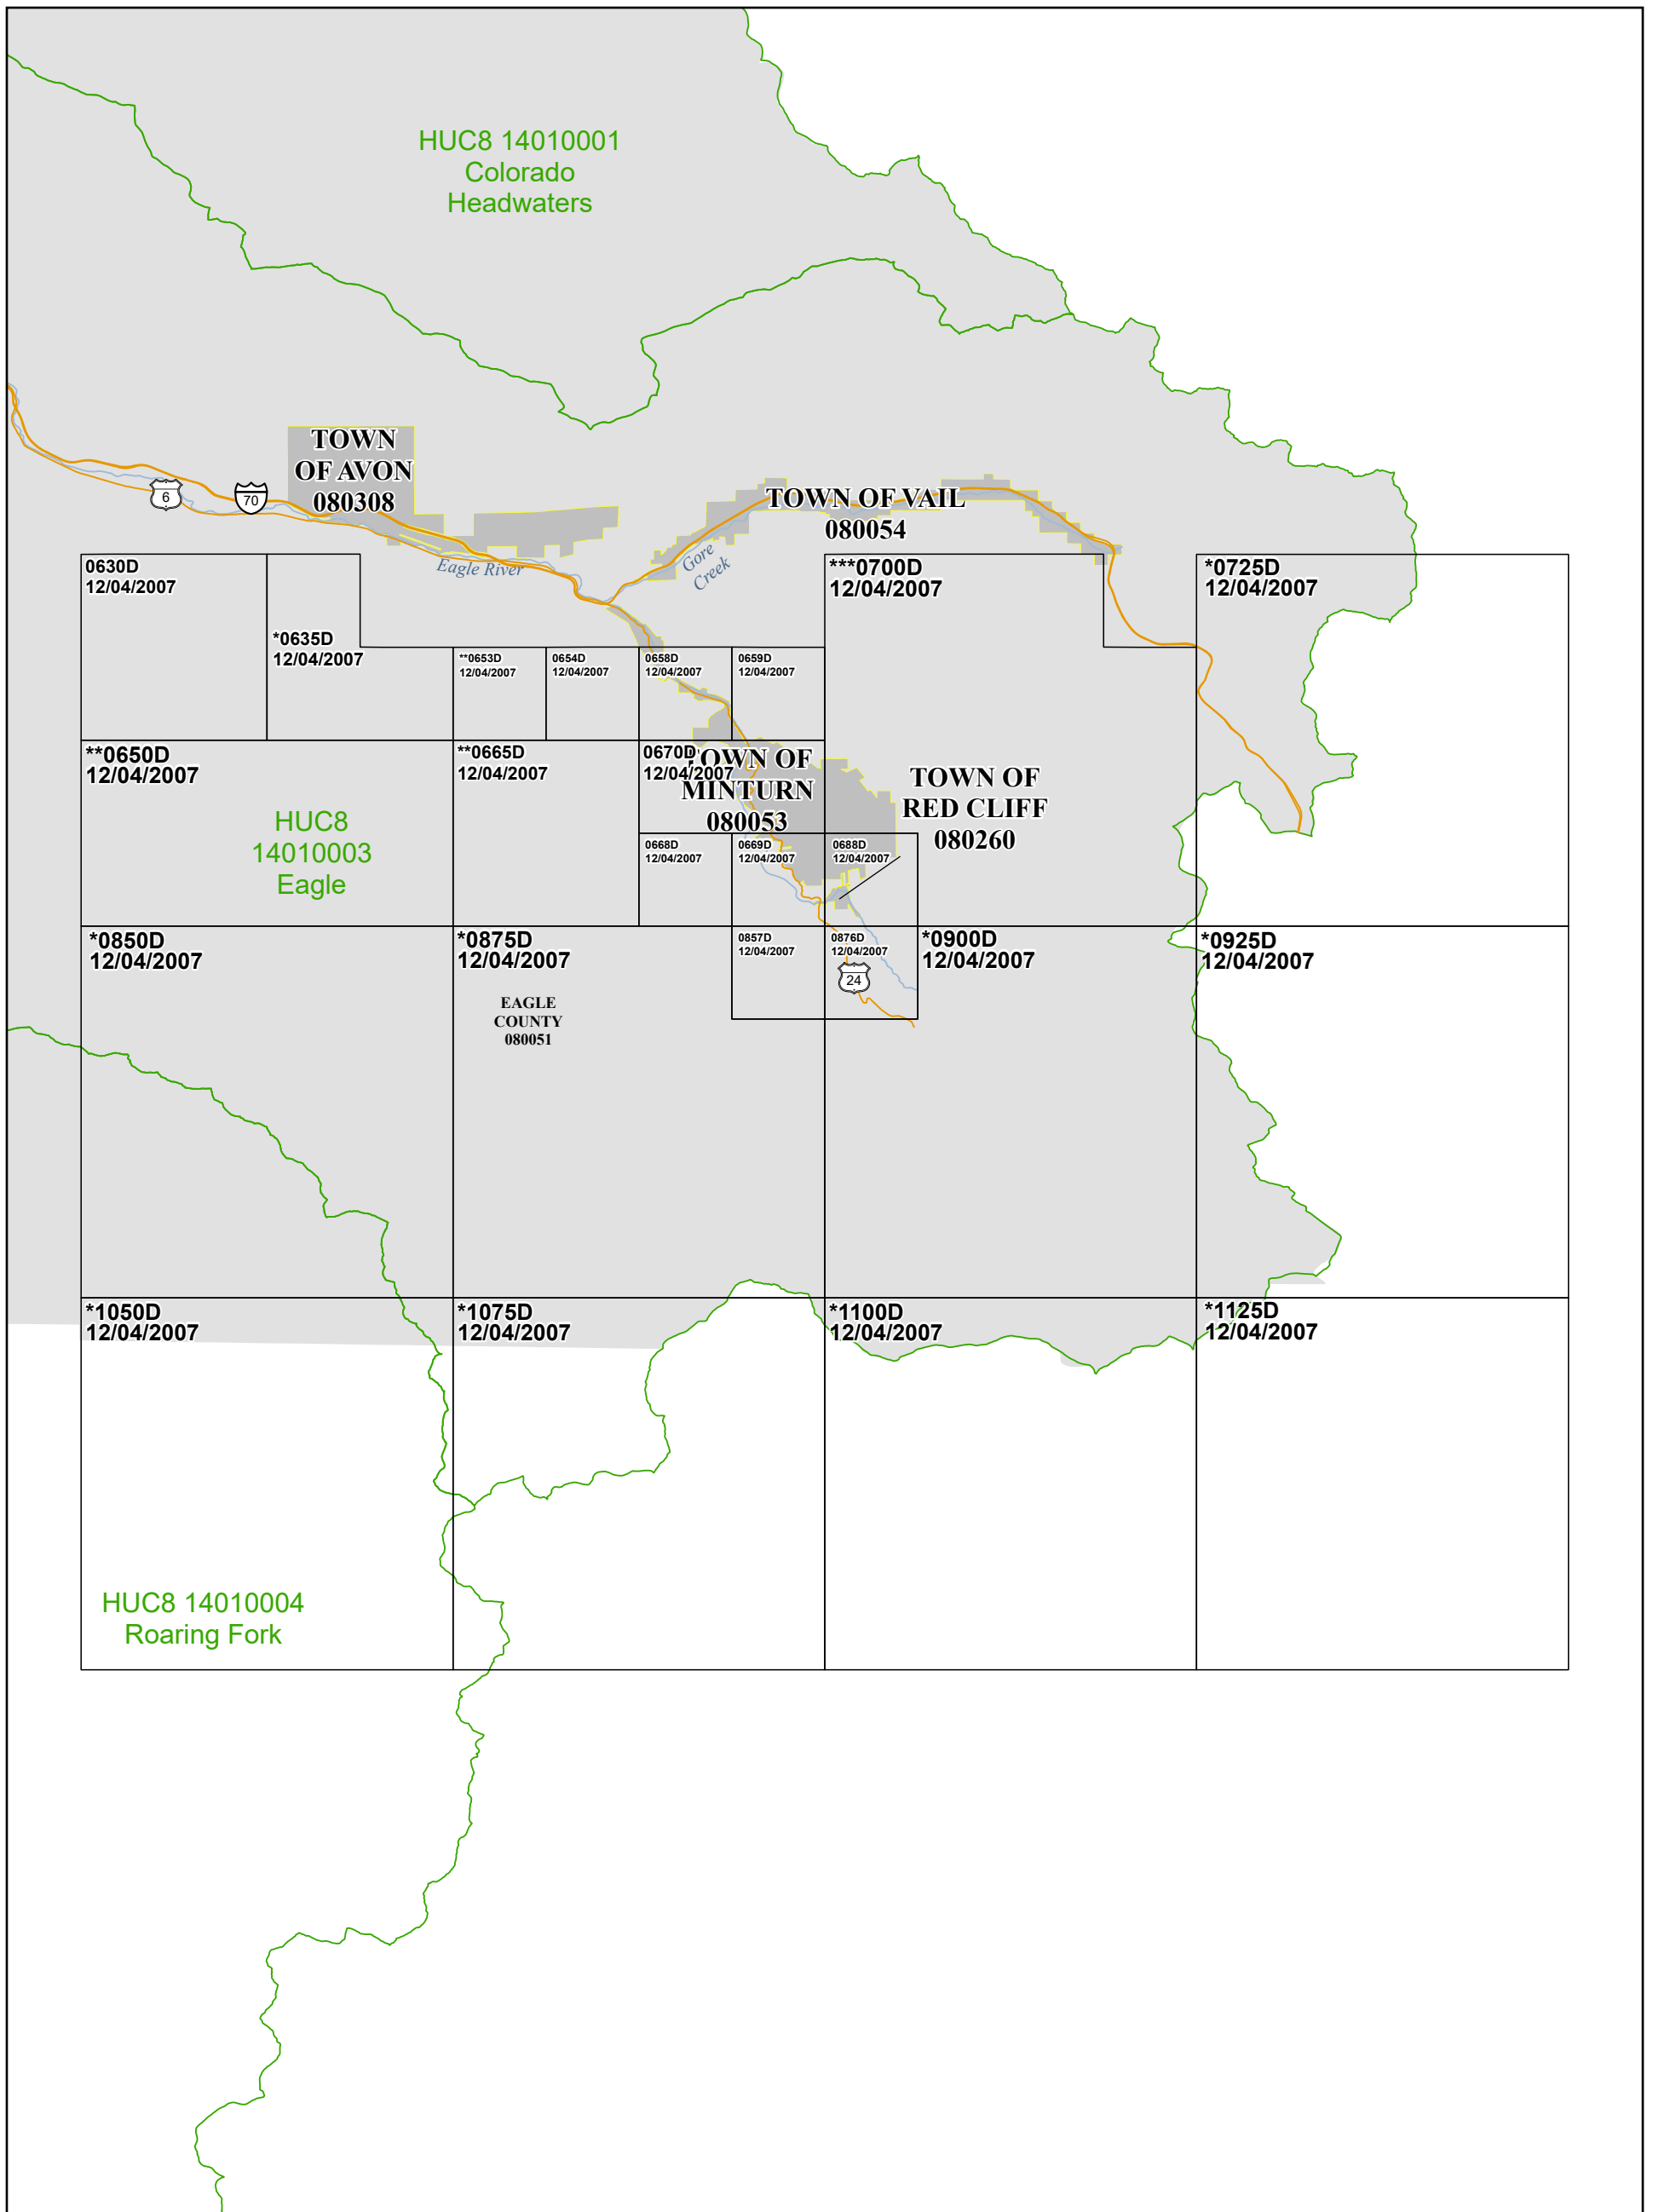 HUC8 14010001
Colorado
Headwaters
TOWN
OF AVON
080308
6
70
TOWN OF VAIL
080054
Eagle River
Gore
Creek
0630D
12/04/2007
*0635D
12/04/2007
***0700D
12/04/2007
*0725D
12/04/2007
**0653D
12/04/2007
0654D
12/04/2007
0658D
12/04/2007
0659D
12/04/2007
**0650D
12/04/2007
**0665D
12/04/2007
0670D
12/04/2007
TOWN OF
MINTURN
080053
TOWN OF
RED CLIFF
080260
HUC8
14010003
Eagle
0668D
12/04/2007
0669D
12/04/2007
0688D
12/04/2007
*0850D
12/04/2007
*0875D
12/04/2007
0857D
12/04/2007
0876D
12/04/2007
24
*0900D
12/04/2007
*0925D
12/04/2007
EAGLE
COUNTY
080051
*1050D
12/04/2007
*1075D
12/04/2007
*1100D
12/04/2007
*1125D
12/04/2007
HUC8 14010004
Roaring Fork